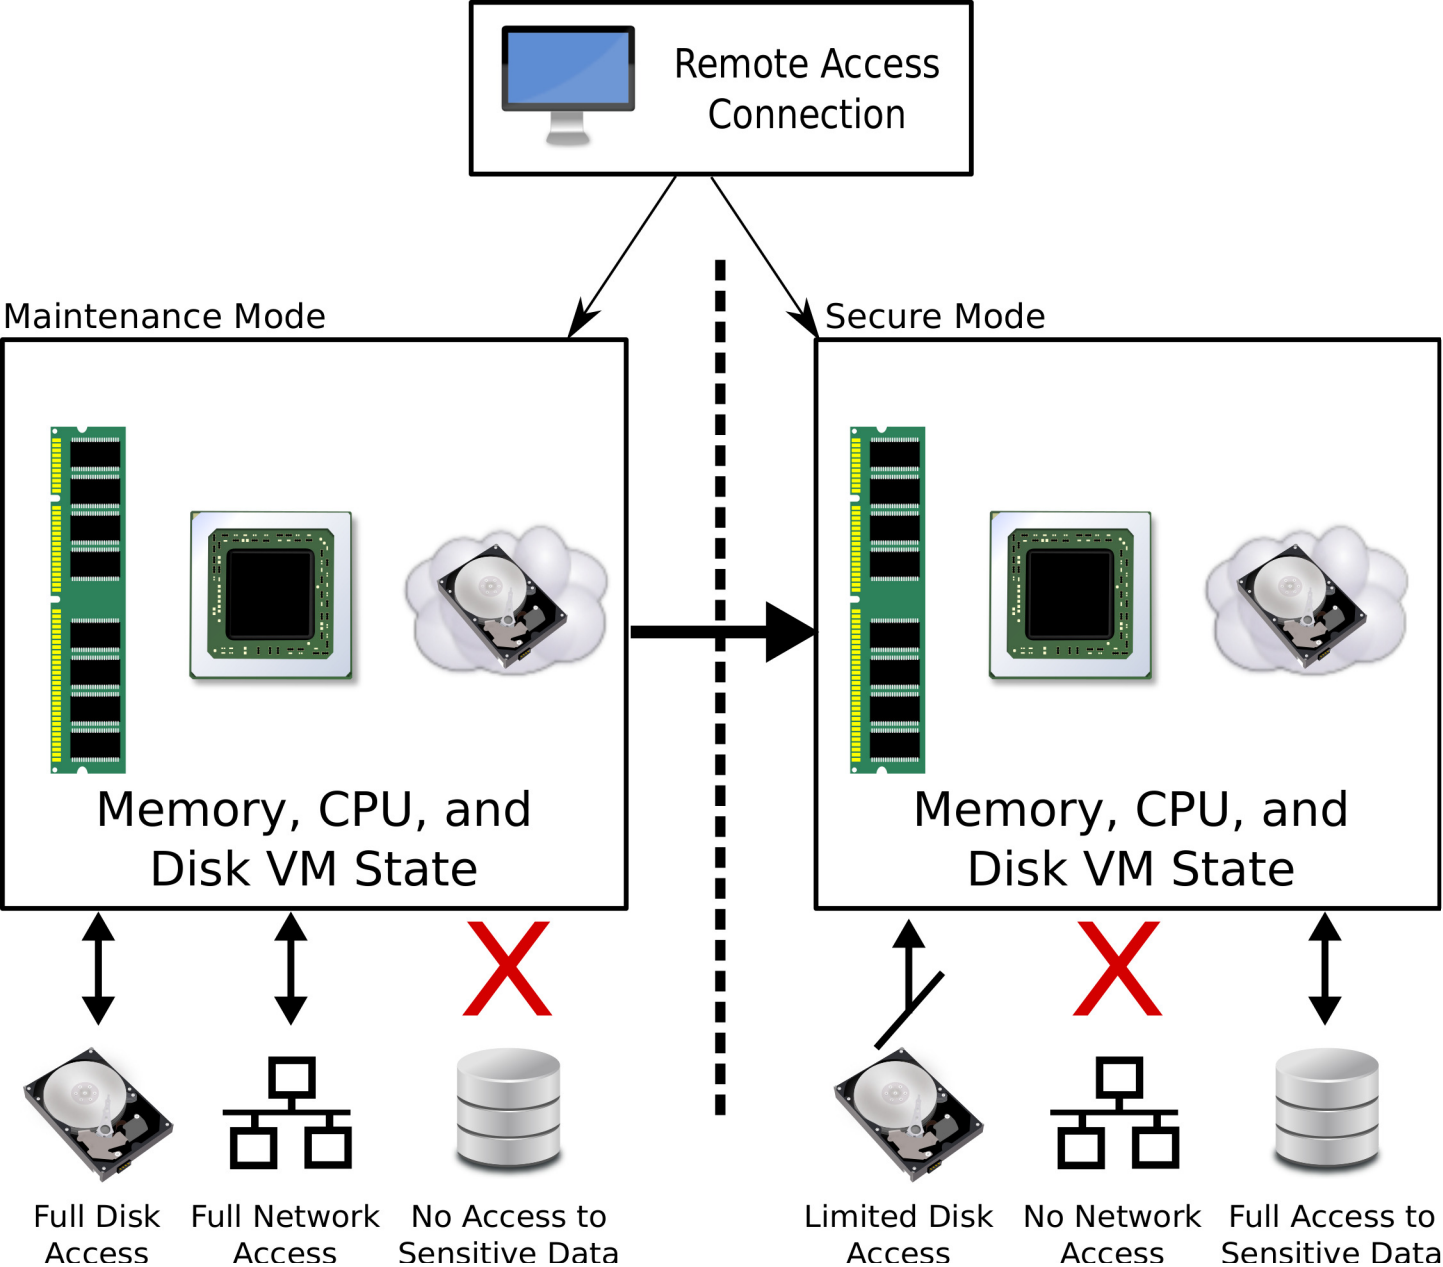 Remote Access
Connection
Maintenance Mode
Secure Mode
Memory, CPU, and
Disk VM State
Memory, CPU, and
Disk VM State
Full Disk
Access
Full Network
Access
No Access to
Sensitive Data
Limited Disk
Access
No Network
Access
Full Access to
Sensitive Data